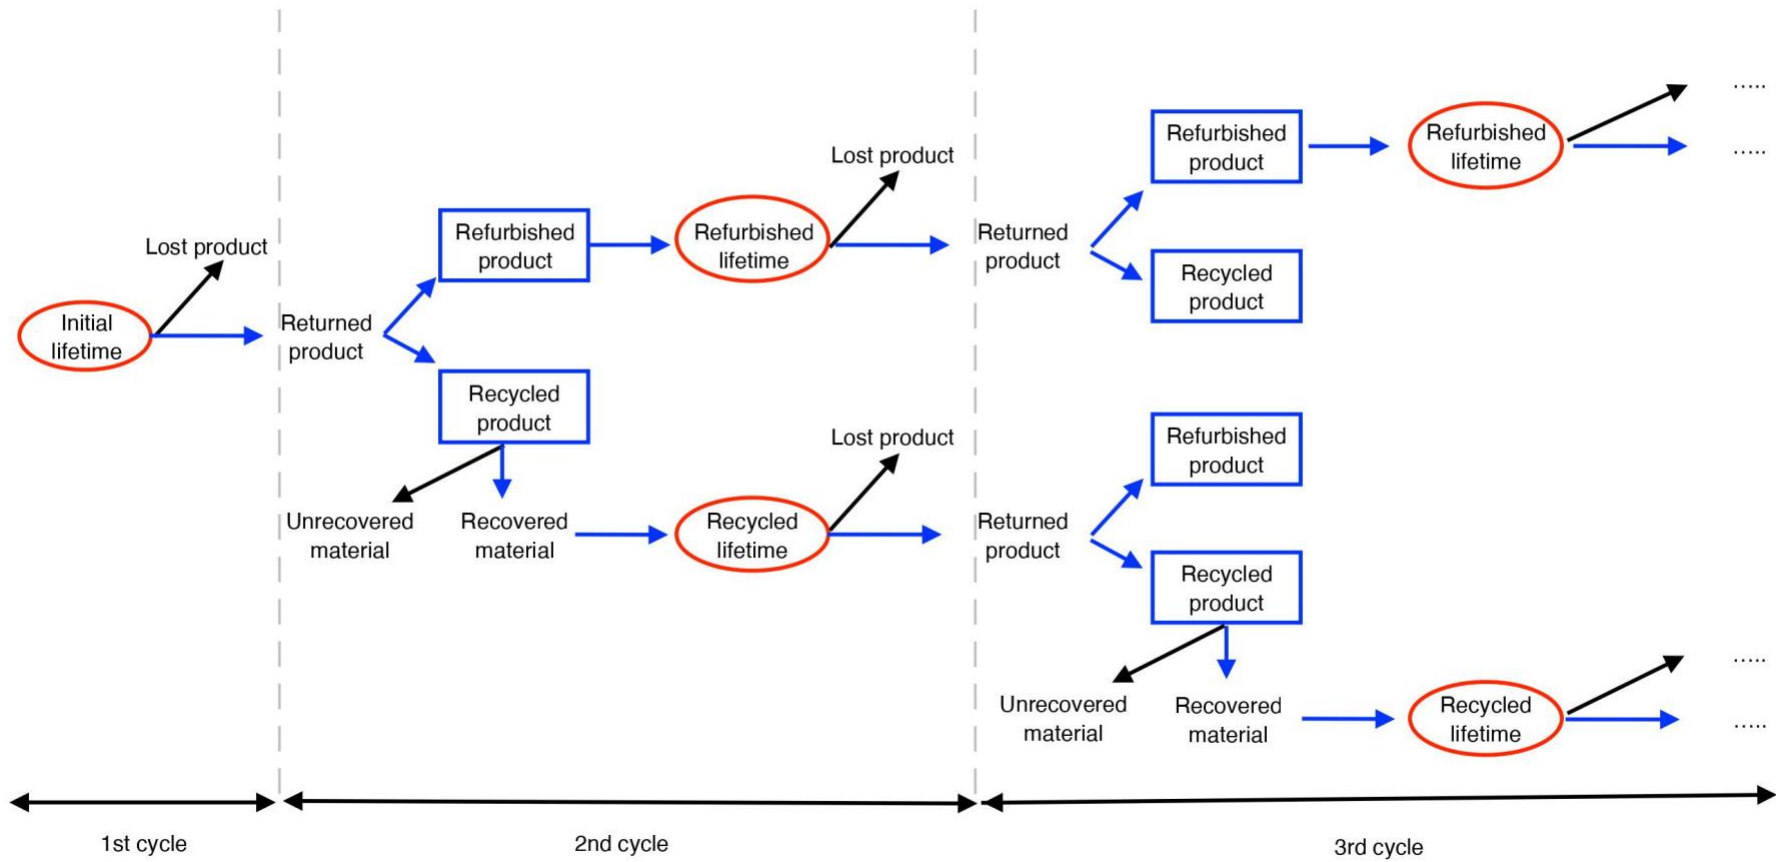 Initial
lifetime
Lost product
Returned
product
Refurbished
product
Refurbished
lifetime
Lost product
Recycled
product
Unrecovered
material
Recovered
material
Recycled
lifetime
Lost product
Returned
product
Refurbished
product
Refurbished
lifetime
.....
.....
Recycled
product
Returned
product
Refurbished
product
Recycled
product
Unrecovered
material
Recovered
material
Recycled
lifetime
.....
.....
1st cycle
2nd cycle
3rd cycle